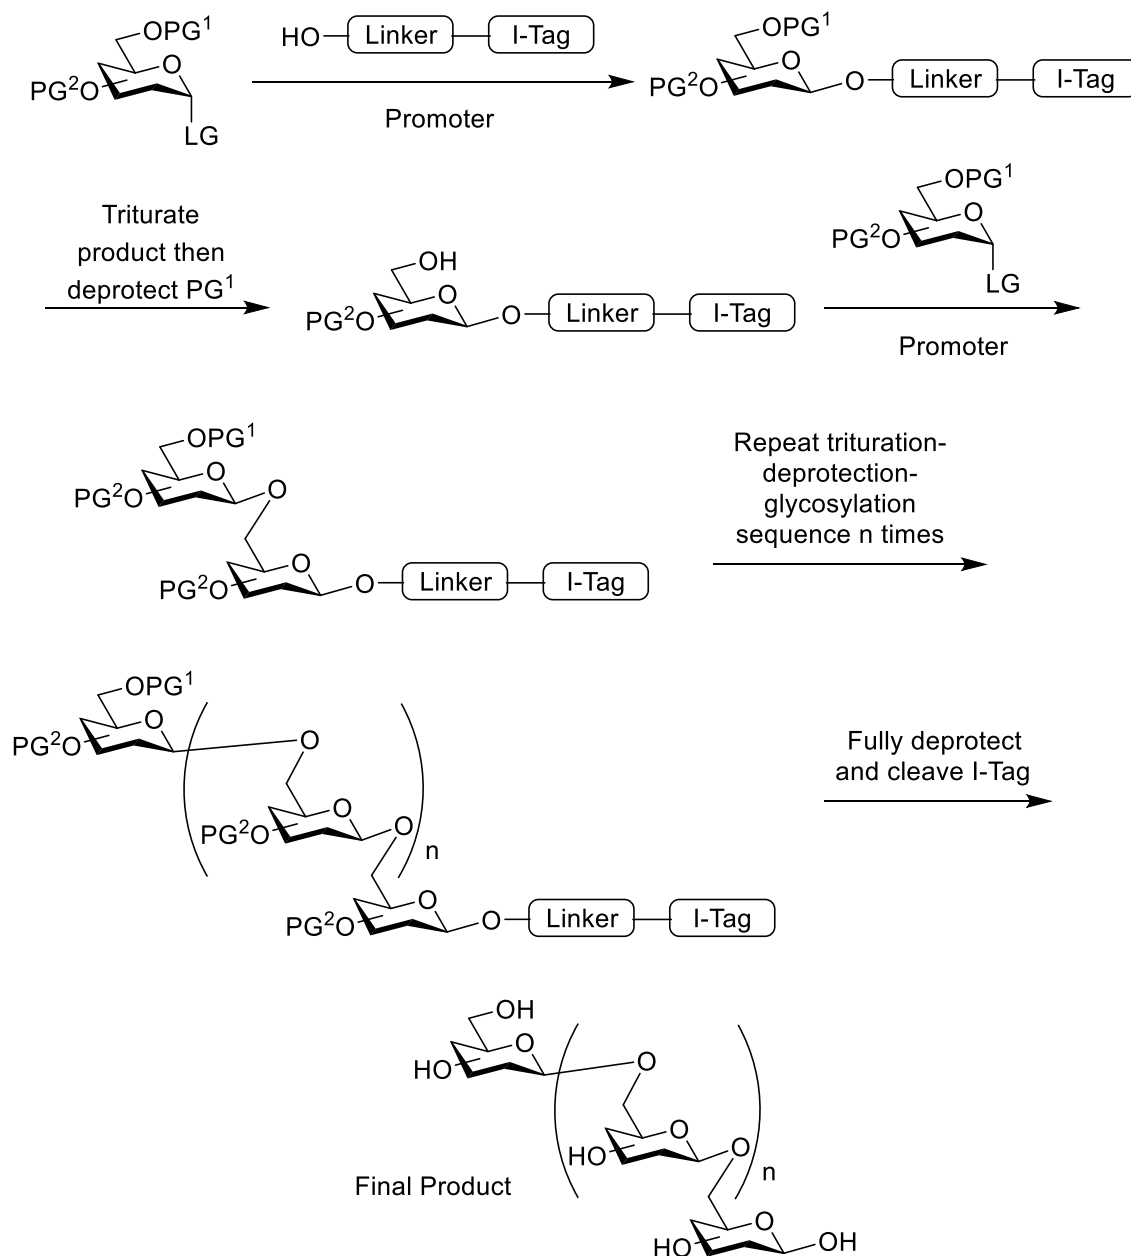 OPG¹
O
PG²O
LG
HO Linker I-Tag
Promoter
OPG¹
O
PG²O
O Linker I-Tag
Triturate
product then
deprotect PG¹
OH
O
PG²O
O Linker I-Tag
OPG¹
O
PG²O
LG
Promoter
OPG¹
O
PG²O
O
O
PG²O
O Linker I-Tag
Repeat trituration-
deprotection-
glycosylation
sequence n times
OPG¹
O
PG²O
O
O
PG²O
O
n
O
PG²O
O Linker I-Tag
Fully deprotect
and cleave I-Tag
OH
O
HO
O
O
HO
O
n
O
HO
OH
Final Product